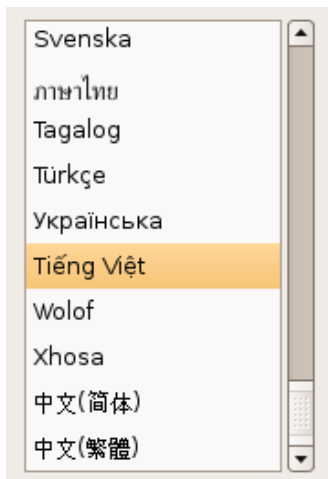 Svenska
ภาษาไทย
Tagalog
Türkçe
Українська
Tiếng Việt
Wolof
Xhosa
中文(简体)
中文(繁體)